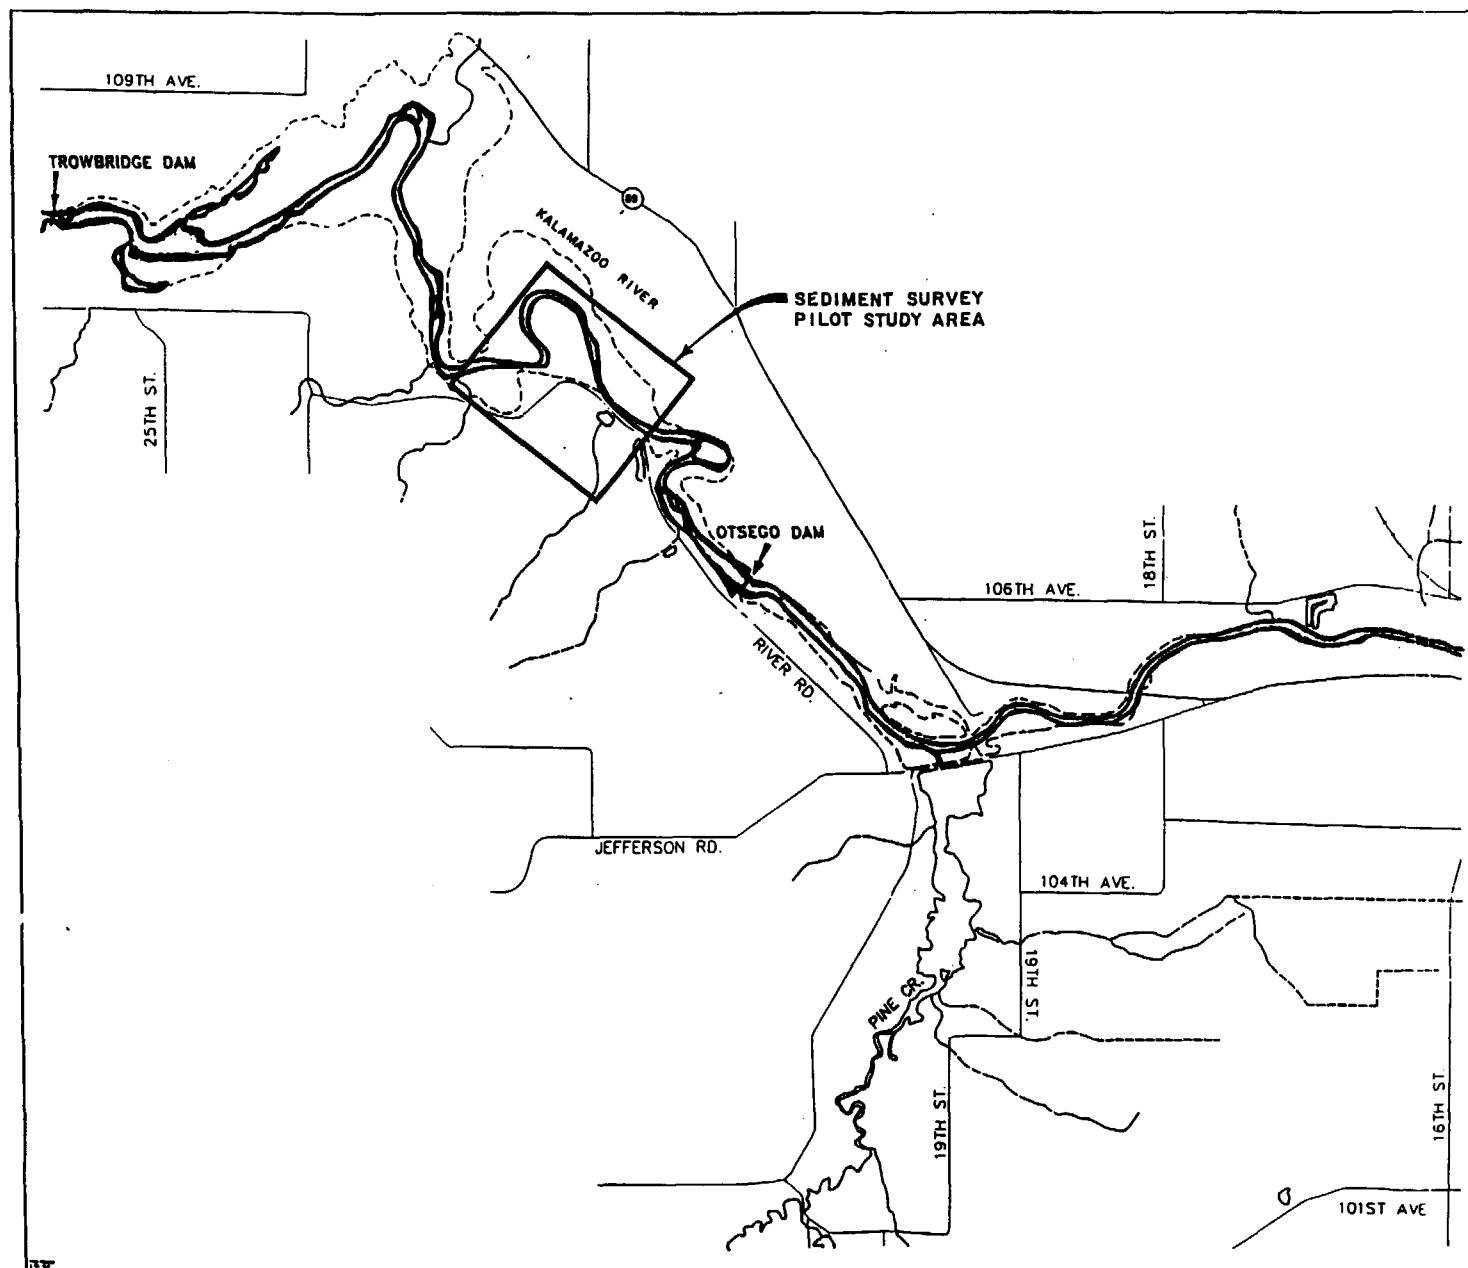 109TH AVE.
TROWBRIDGE DAM
89
KALAMAZOO RIVER
SEDIMENT SURVEY
PILOT STUDY AREA
25TH ST.
OTSEGO DAM
18TH ST.
106TH AVE.
RIVER RD.
JEFFERSON RD.
104TH AVE.
19TH ST.
PINE CR.
19TH ST.
16TH ST.
101ST AVE